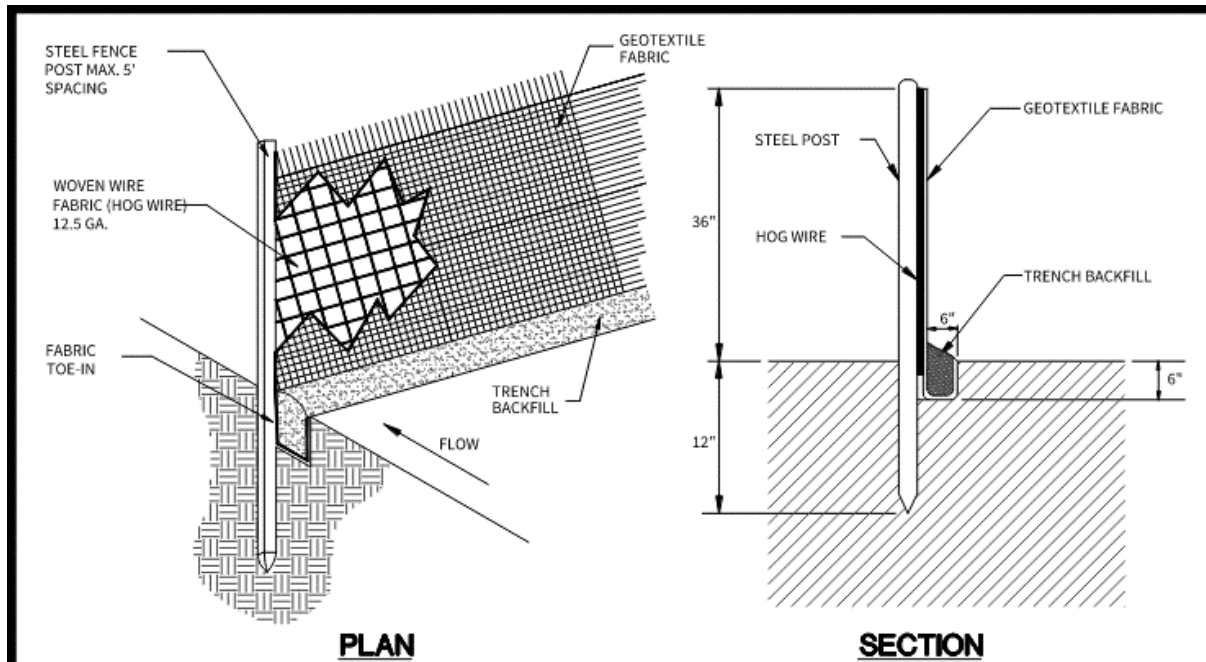 STEEL FENCE
POST MAX. 5'
SPACING
GEOTEXTILE
FABRIC
WOVEN WIRE
FABRIC (HOG WIRE)
12.5 GA.
FABRIC
TOE-IN
TRENCH
BACKFILL
FLOW
PLAN
GEOTEXTILE FABRIC
STEEL POST
36"
HOG WIRE
TRENCH BACKFILL
6"
6"
12"
SECTION